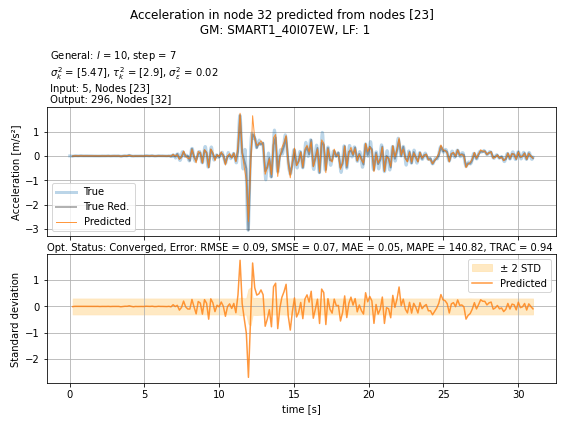 Acceleration in node 32 predicted from nodes [23]
GM: SMART1_40I07EW, LF: 1
General: l = 10, step = 7
σ²ₖ = [5.47], τ²ₖ = [2.9], σ²ε = 0.02
Input: 5, Nodes [23]
Output: 296, Nodes [32]
Acceleration [m/s²]
1
0
−1
−2
−3
True
True Red.
Predicted
Opt. Status: Converged, Error: RMSE = 0.09, SMSE = 0.07, MAE = 0.05, MAPE = 140.82, TRAC = 0.94
Standard deviation
1
0
−1
−2
± 2 STD
Predicted
0 5 10 15 20 25 30
time [s]